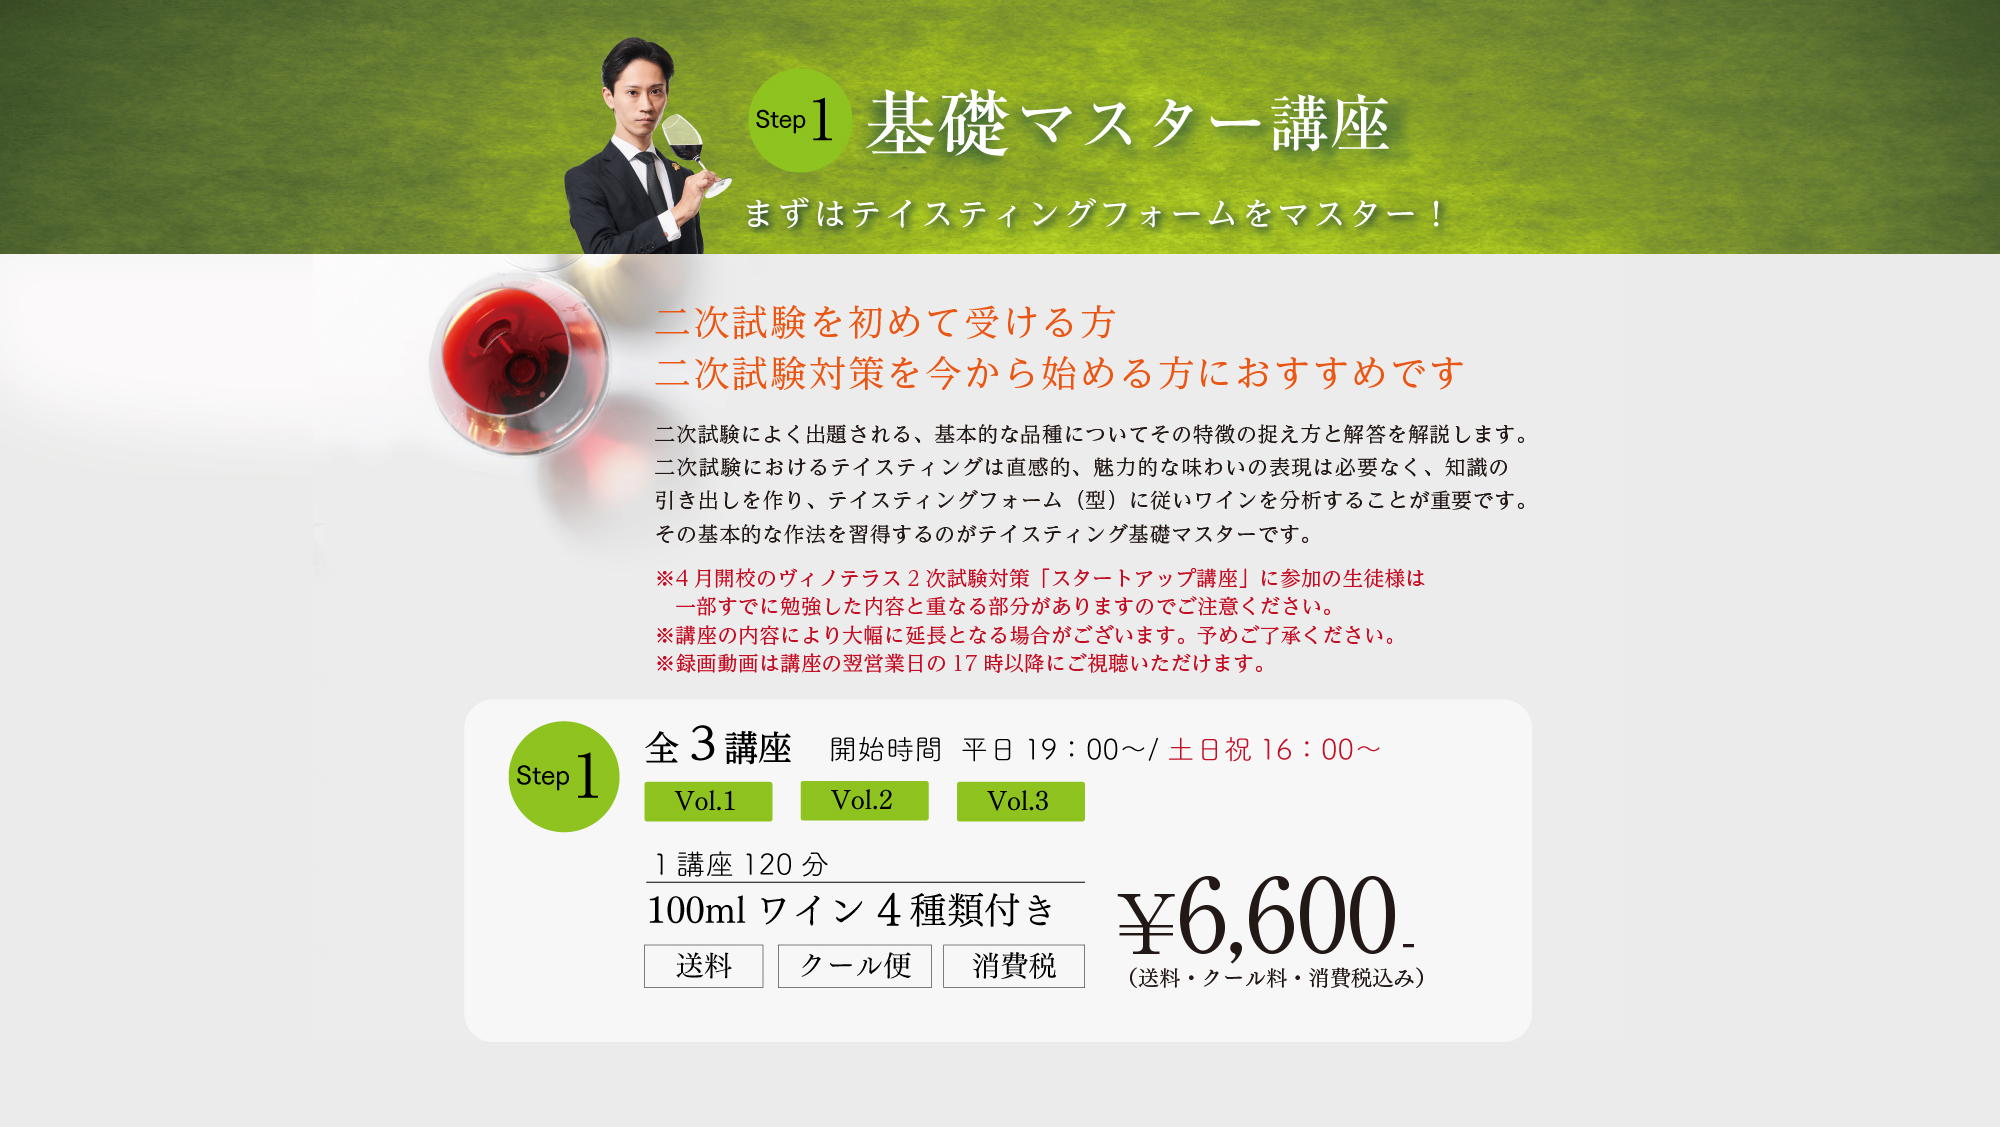 Step 1 基礎マスター講座
まずはテイスティングフォームをマスター！
二次試験を初めて受ける方
二次試験対策を今から始める方におすすめです
二次試験によく出題される、基本的な品種についてその特徴の捉え方と解答を解説します。
二次試験におけるテイスティングは直感的、魅力的な味わいの表現は必要なく、知識の
引き出しを作り、テイスティングフォーム（型）に従いワインを分析することが重要です。
その基本的な作法を習得するのがテイスティング基礎マスターです。
※4月開校のヴィノテラス2次試験対策「スタートアップ講座」に参加の生徒様は
一部すでに勉強した内容と重なる部分がありますのでご注意ください。
※講座の内容により大幅に延長となる場合がございます。予めご了承ください。
※録画動画は講座の翌営業日の17時以降にご視聴いただけます。
Step 1
全3講座 開始時間 平日19：00〜/土日祝16：00〜
Vol.1 Vol.2 Vol.3
1講座120分
100mlワイン4種類付き
送料 クール便 消費税
¥6,600-
（送料・クール料・消費税込み）